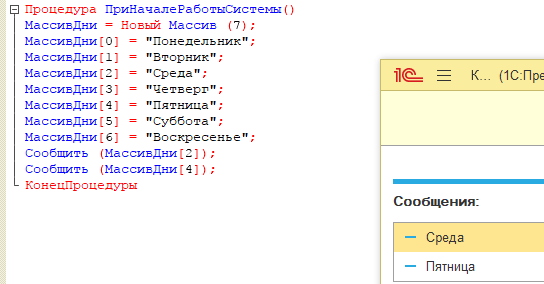 Процедура ПриНачалеРаботыСистемы()
МассивДни = Новый Массив (7);
МассивДни[0] = "Понедельник";
МассивДни[1] = "Вторник";
МассивДни[2] = "Среда";
МассивДни[3] = "Четверг";
МассивДни[4] = "Пятница";
МассивДни[5] = "Суббота";
МассивДни[6] = "Воскресенье";
Сообщить (МассивДни[2]);
Сообщить (МассивДни[4]);
КонецПроцедуры
1С К... (1С:Пре
Сообщения:
Среда
Пятница